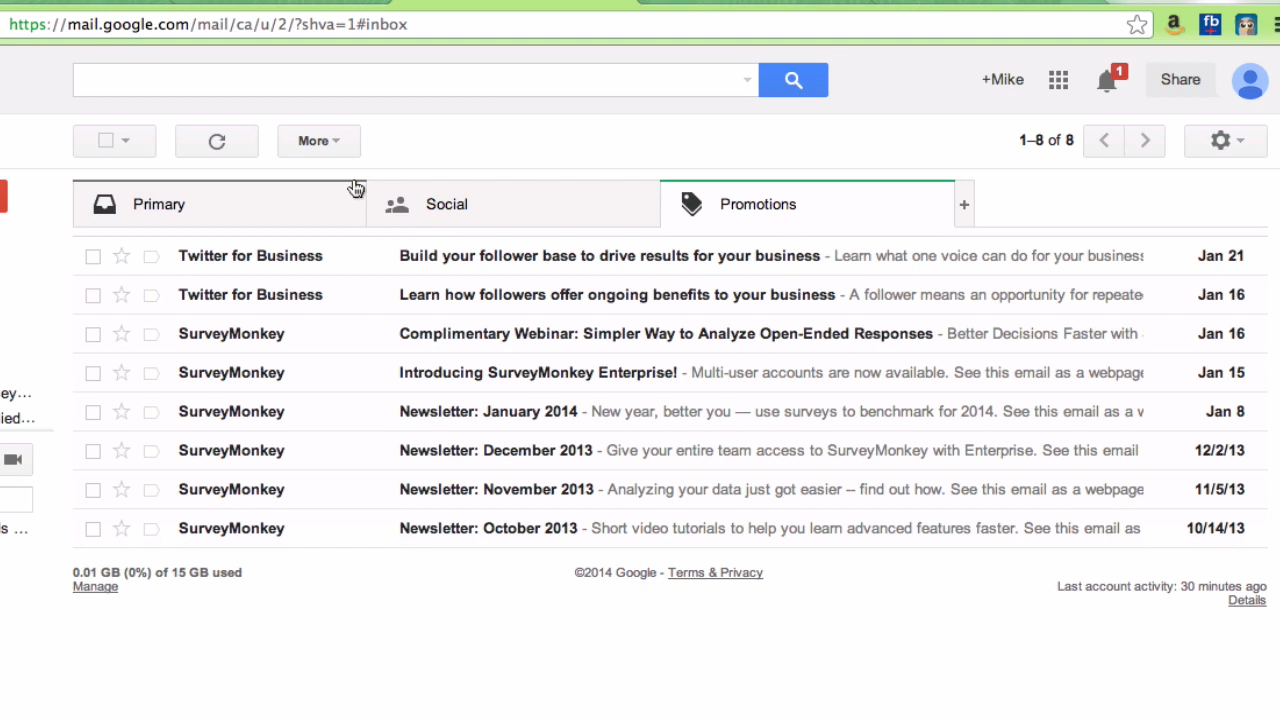 https://mail.google.com/mail/ca/u/2/?shva=1#inbox
a
fb
+Mike
1
Share
More
1–8 of 8
Primary
Social
Promotions
+
Twitter for Business Build your follower base to drive results for your business - Learn what one voice can do for your business Jan 21
Twitter for Business Learn how followers offer ongoing benefits to your business - A follower means an opportunity for repeate Jan 16
SurveyMonkey Complimentary Webinar: Simpler Way to Analyze Open-Ended Responses - Better Decisions Faster with Jan 16
SurveyMonkey Introducing SurveyMonkey Enterprise! - Multi-user accounts are now available. See this email as a webpage Jan 15
ey...
SurveyMonkey Newsletter: January 2014 - New year, better you — use surveys to benchmark for 2014. See this email as a w Jan 8
ied...
SurveyMonkey Newsletter: December 2013 - Give your entire team access to SurveyMonkey with Enterprise. See this email 12/2/13
SurveyMonkey Newsletter: November 2013 - Analyzing your data just got easier – find out how. See this email as a webpage 11/5/13
ls ...
SurveyMonkey Newsletter: October 2013 - Short video tutorials to help you learn advanced features faster. See this email as 10/14/13
0.01 GB (0%) of 15 GB used
Manage
©2014 Google - Terms & Privacy
Last account activity: 30 minutes ago
Details